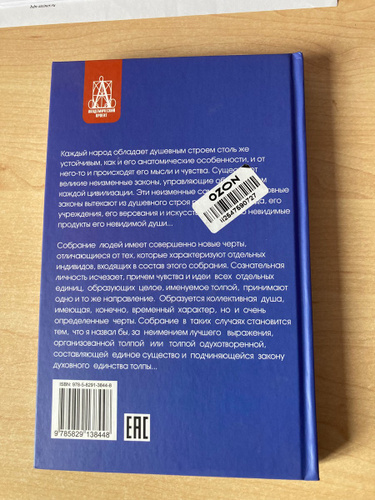 АКАДЕМИЧЕСКИЙ
ПРОЕКТ
Каждый народ обладает душевным строем столь же
устойчивым, как и его анатомические особенности, и от
него-то и происходят его мысли и чувства.
великие неизменные законы, управляющие
каждой цивилизации. Эти неизменные
законы вытекают из душевного строя его
учреждения, его верования и искусства невидимые
продукты его невидимой души...
OZON
Собрание людей имеет совершенно новые черты,
отличающиеся от тех, которые характеризуют отдельных
индивидов, входящих в состав этого собрания. Сознательная
личность исчезает, причем чувства и идеи всех отдельных
единиц, образующих целое, именуемое толпой, принимают
одно и то же направление. Образуется коллективная душа,
имеющая, конечно, временный характер, но и очень
определенные черты. Собрание в таких случаях становится
тем, что я назвал бы, за неимением лучшего выражения,
организованной толпой или толпой одухотворенной,
составляющей единое существо и подчиняющейся закону
духовного единства толпы...
ISBN 978-5-8291-3844-8
9 785829 138448
EAC